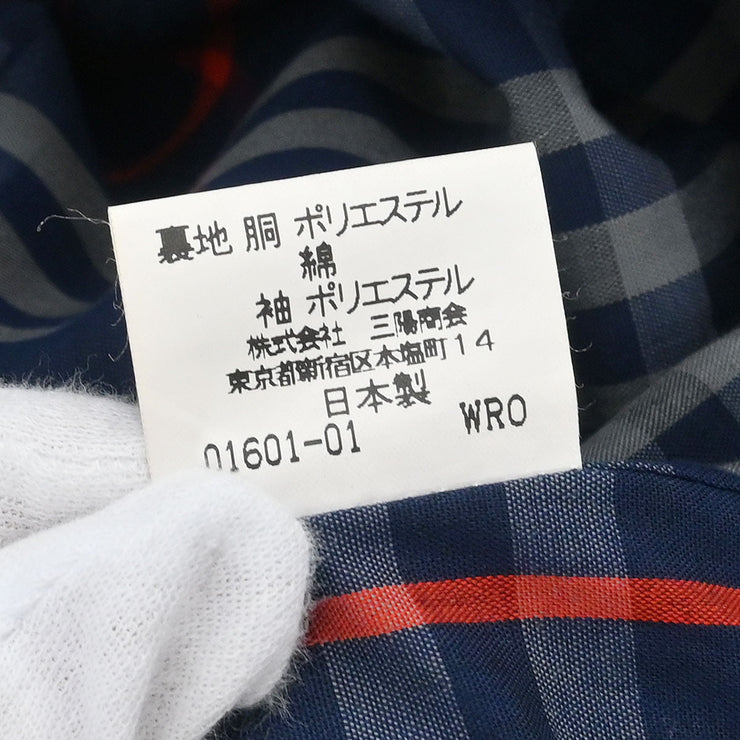 裏地 胴 ポリエステル
綿
袖 ポリエステル
株式会社 三陽商会
東京都新宿区本塩町14
日本製
01601-01 WRO